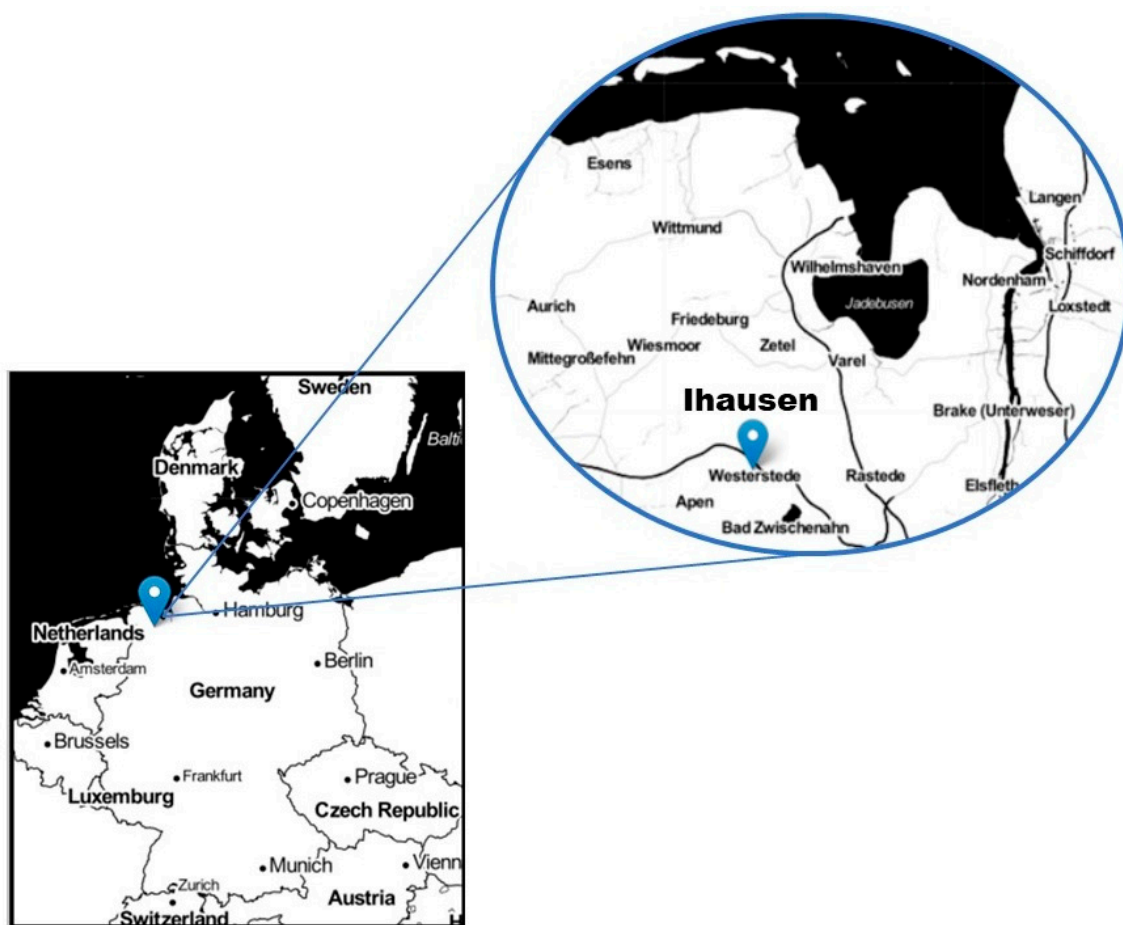 Esens
Langen
Wittmund
Schiffdorf
Wilhelmshaven
Nordenham
Jadebusen
Aurich
Loxstedt
Friedeburg
Wiesmoor
Zetel
Mittegroßefehn
Varel
Ihausen
Brake (Unterweser)
Westerstede
Rastede
Elsfleth
Apen
Bad Zwischenahn
Sweden
Balti
Denmark
Copenhagen
Hamburg
Netherlands
Berlin
Amsterdam
Germany
Brussels
Frankfurt
Prague
Luxemburg
Czech Republic
Munich
Vienn
Zurich
Austria
Switzerland
H